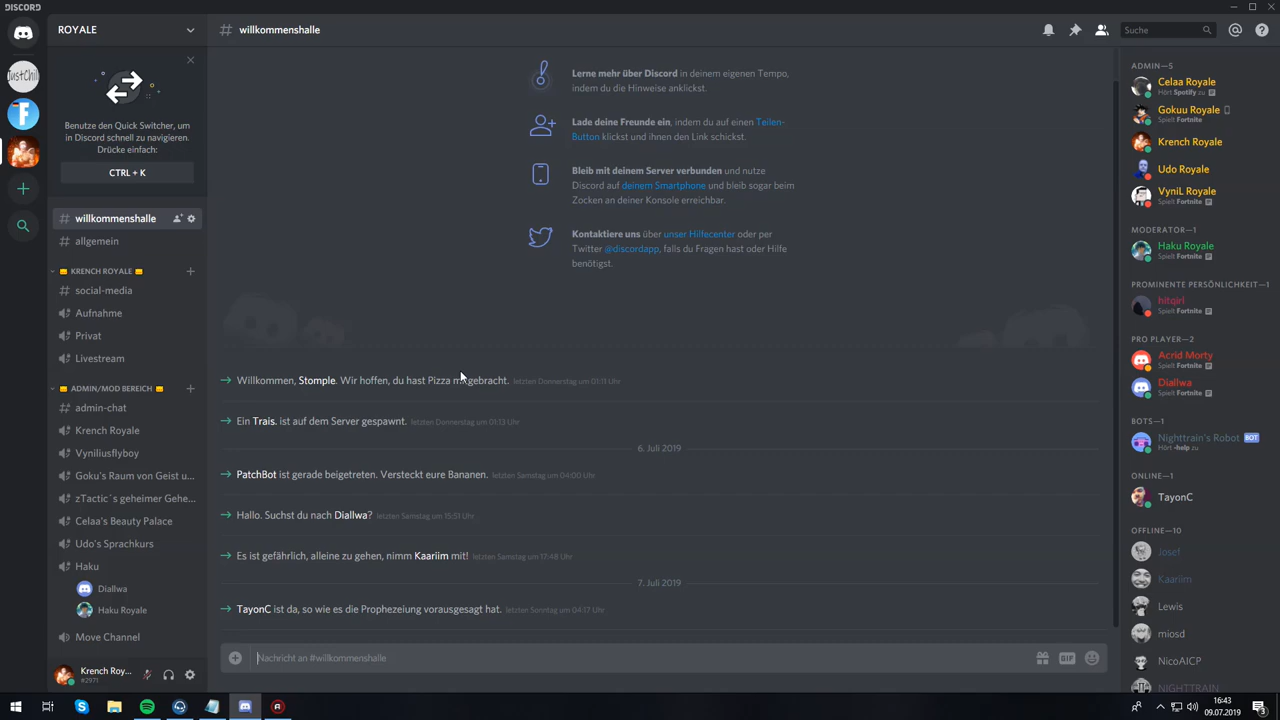 DISCORD
ROYALE
willkommenshalle
Suche
JustChill
Benutze den Quick Switcher, um
in Discord schnell zu navigieren.
Drücke einfach:
CTRL + K
willkommenshalle
allgemein
KRENCH ROYALE
social-media
Aufnahme
Privat
Livestream
ADMIN/MOD BEREICH
admin-chat
Krench Royale
Vyniliusflyboy
Goku's Raum von Geist u...
zTactic`s geheimer Gehe...
Celaa's Beauty Palace
Udo's Sprachkurs
Haku
Diallwa
Haku Royale
Move Channel
Krench Roy...
#2971
Lerne mehr über Discord in deinem eigenen Tempo,
indem du die Hinweise anklickst.
Lade deine Freunde ein, indem du auf einen Teilen-
Button klickst und ihnen den Link schickst.
Bleib mit deinem Server verbunden und nutze
Discord auf deinem Smartphone und bleib sogar beim
Zocken an deiner Konsole erreichbar.
Kontaktiere uns über unser Hilfecenter oder per
Twitter @discordapp, falls du Fragen hast oder Hilfe
benötigst.
Willkommen, Stomple. Wir hoffen, du hast Pizza mitgebracht. letzten Donnerstag um 01:11 Uhr
Ein Trais. ist auf dem Server gespawnt. letzten Donnerstag um 01:13 Uhr
6. Juli 2019
PatchBot ist gerade beigetreten. Versteckt eure Bananen. letzten Samstag um 04:00 Uhr
Hallo. Suchst du nach Diallwa? letzten Samstag um 15:51 Uhr
Es ist gefährlich, alleine zu gehen, nimm Kaariim mit! letzten Samstag um 17:48 Uhr
7. Juli 2019
TayonC ist da, so wie es die Prophezeiung vorausgesagt hat. letzten Sonntag um 04:17 Uhr
Nachricht an #willkommenshalle
GIF
ADMIN—5
Celaa Royale
Hört Spotify zu
Gokuu Royale
Spielt Fortnite
Krench Royale
Udo Royale
VyniL Royale
Spielt Fortnite
MODERATOR—1
Haku Royale
Spielt Fortnite
PROMINENTE PERSÖNLICHKEIT—1
hitqirl
Spielt Fortnite
PRO PLAYER—2
Acrid Morty
Spielt Fortnite
Diallwa
Spielt Fortnite
BOTS—1
Nighttrain's Robot BOT
Hört -help zu
ONLINE—1
TayonC
OFFLINE—10
Josef
Kaariim
Lewis
miosd
NicoAICP
NIGHTTRAIN
16:43
09.07.2019
3